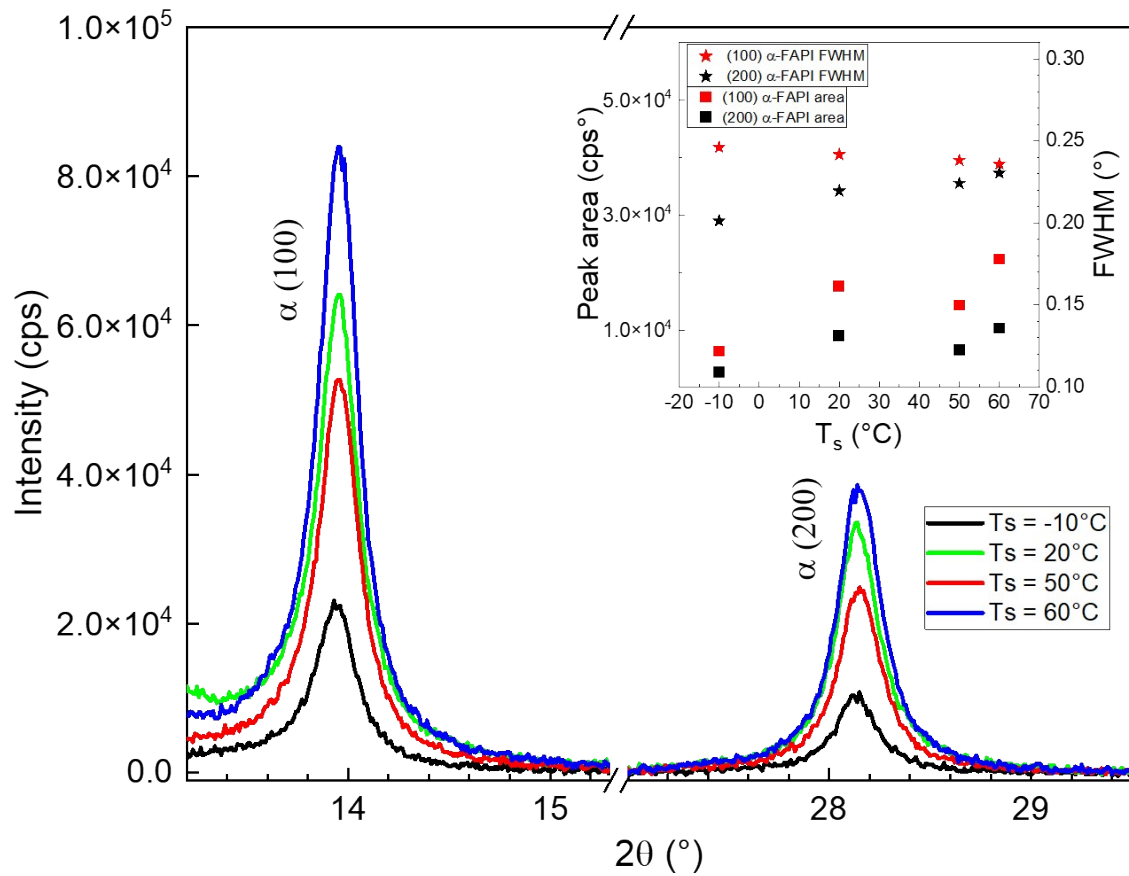 1.0×10⁵
8.0×10⁴
6.0×10⁴
4.0×10⁴
2.0×10⁴
0.0
Intensity (cps)
α (100)
α (200)
14
15
28
29
2θ (°)
(100) α-FAPI FWHM
(200) α-FAPI FWHM
(100) α-FAPI area
(200) α-FAPI area
5.0×10⁴
3.0×10⁴
1.0×10⁴
Peak area (cps°)
0.30
0.25
0.20
0.15
0.10
FWHM (°)
-20 -10 0 10 20 30 40 50 60 70
Tₛ (°C)
Ts = -10°C
Ts = 20°C
Ts = 50°C
Ts = 60°C